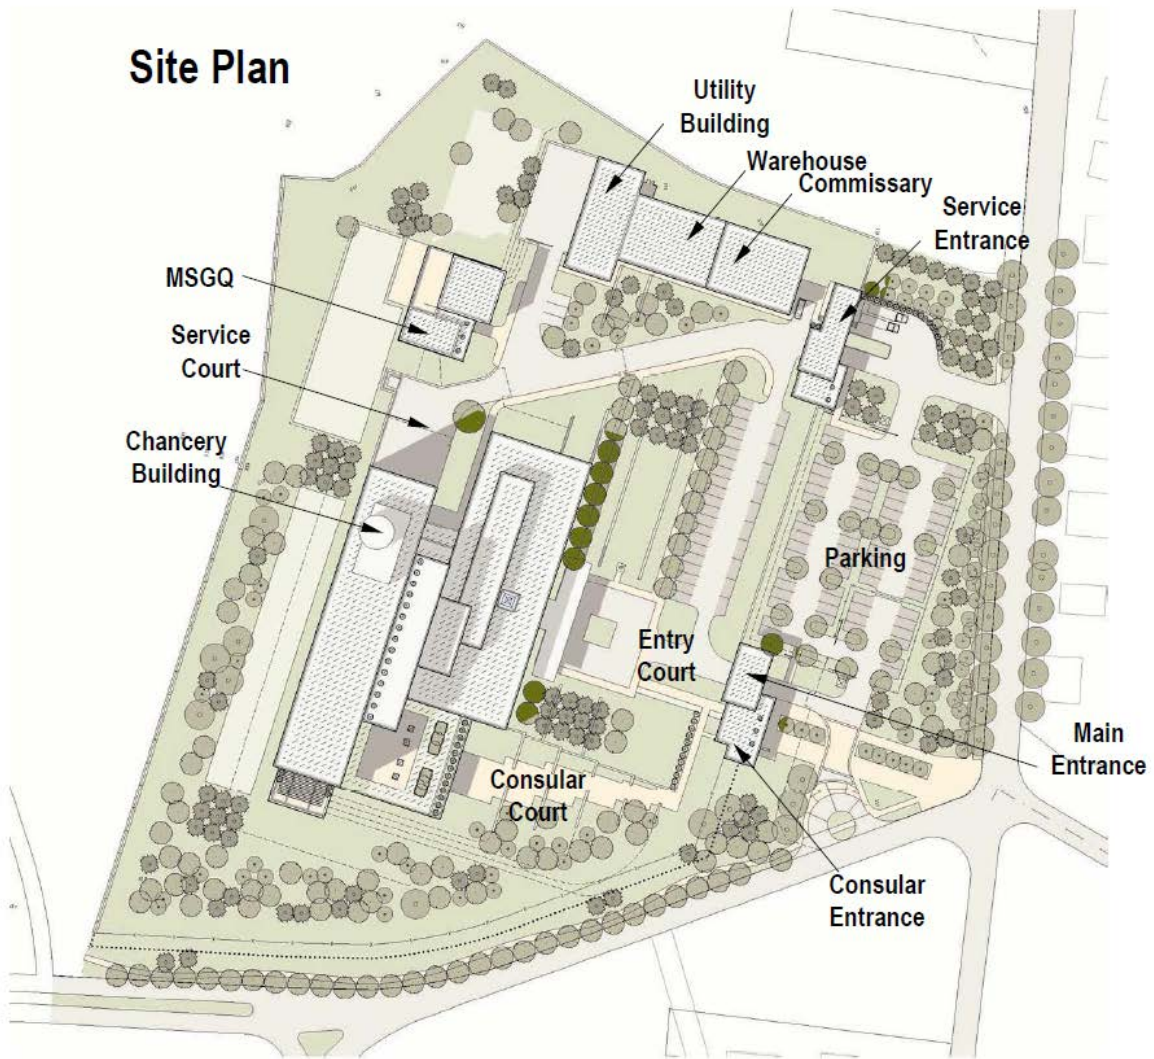 Site Plan
Utility
Building
Warehouse
Commissary
Service
Entrance
MSGQ
Service
Court
Chancery
Building
Parking
Entry
Court
Main
Entrance
Consular
Court
Consular
Entrance